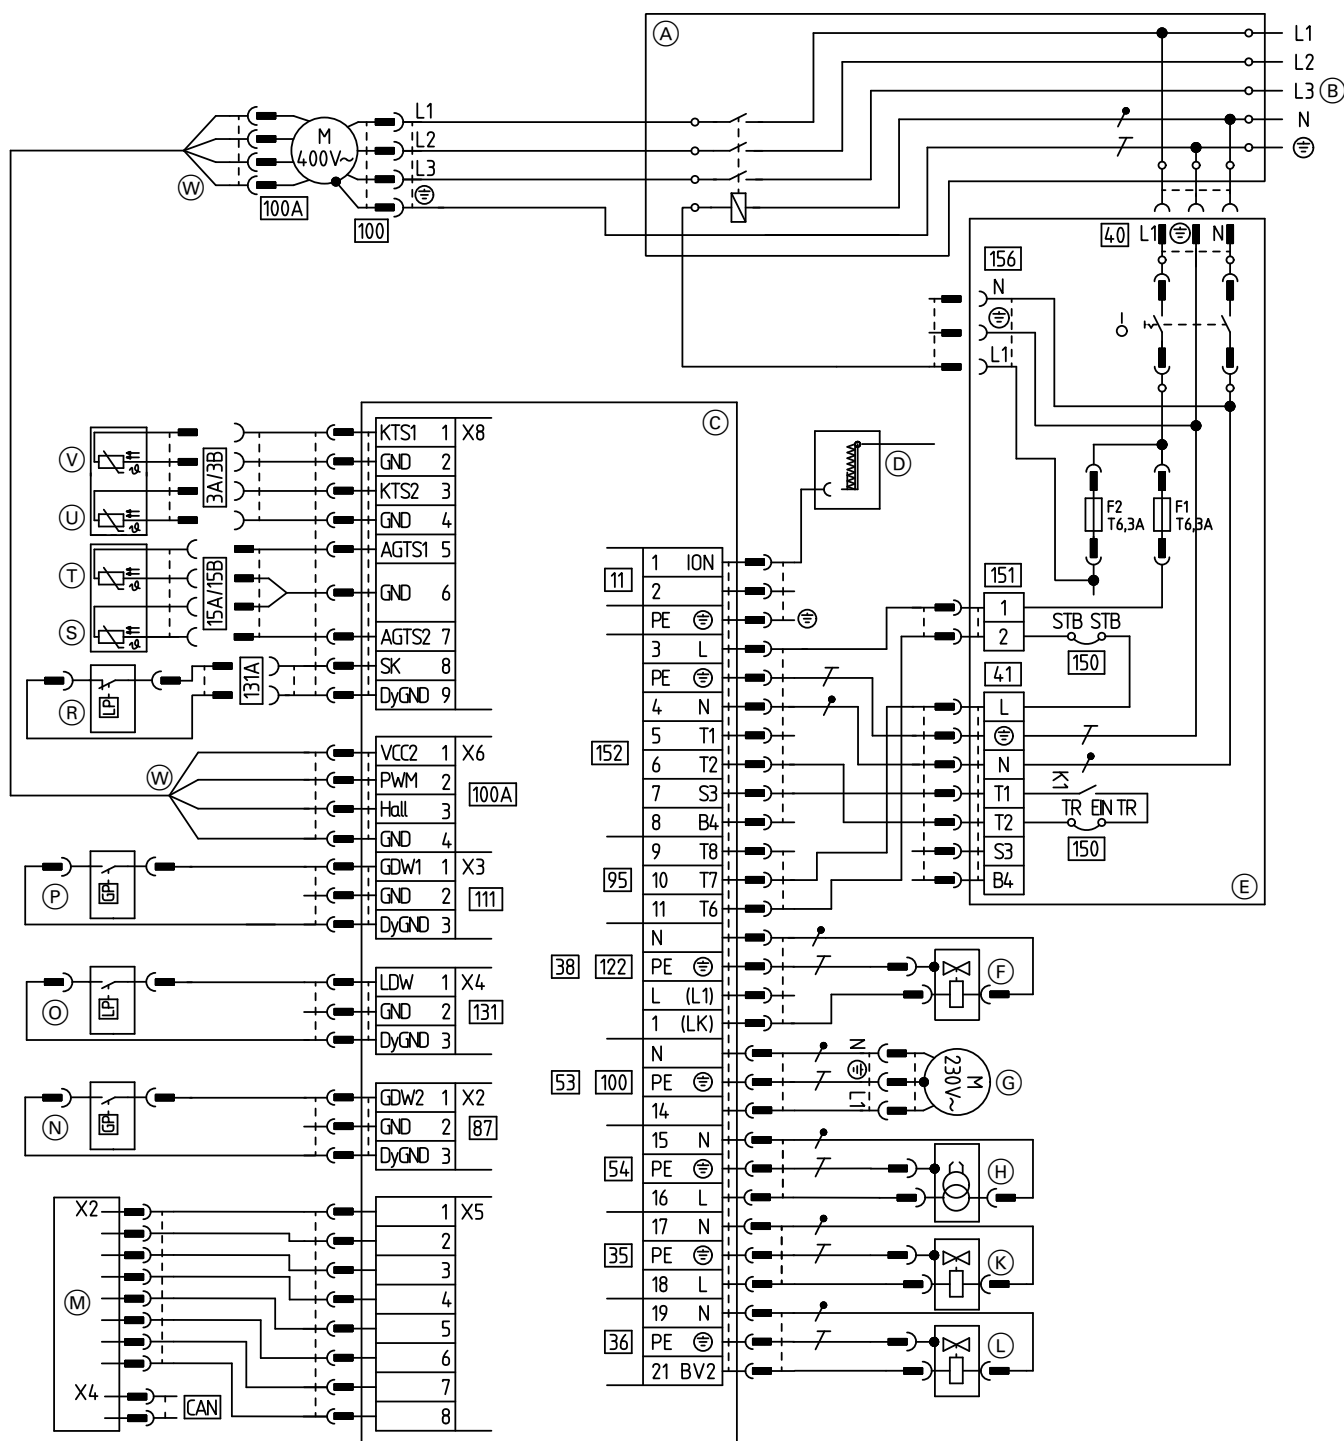 A
L1
L2
L3 B
N
L1
L2
L3
M
400V~
W
100A
100
40
L1
N
156
N
L1
I
O
C
D
F2
T6,3A
F1
T6,3A
V
U
3A/3B
KTS1 1 X8
GND 2
KTS2 3
GND 4
T
S
15A/15B
AGTS1 5
GND 6
AGTS2 7
R
LP
131A
SK 8
DyGND 9
W
VCC2 1 X6
PWM 2
100A
Hall 3
GND 4
P
GP
GDW1 1 X3
GND 2
111
DyGND 3
O
LP
LDW 1 X4
GND 2
131
DyGND 3
N
GP
GDW2 1 X2
GND 2
87
DyGND 3
M
X2
X4
CAN
1 X5
2
3
4
5
6
7
8
11
1 ION
2
PE
152
3 L
PE
4 N
5 T1
6 T2
7 S3
8 B4
95
9 T8
10 T7
11 T6
38 122
N
PE
L (L1)
1 (LK)
53 100
N
PE
14
54
15 N
PE
16 L
35
17 N
PE
18 L
36
19 N
PE
21 BV2
151
1
2
STB STB
150
41
L
N
T1
T2
S3
B4
K1
TR EIN TR
150
E
F
N
L1
M
230V~
G
H
K
L